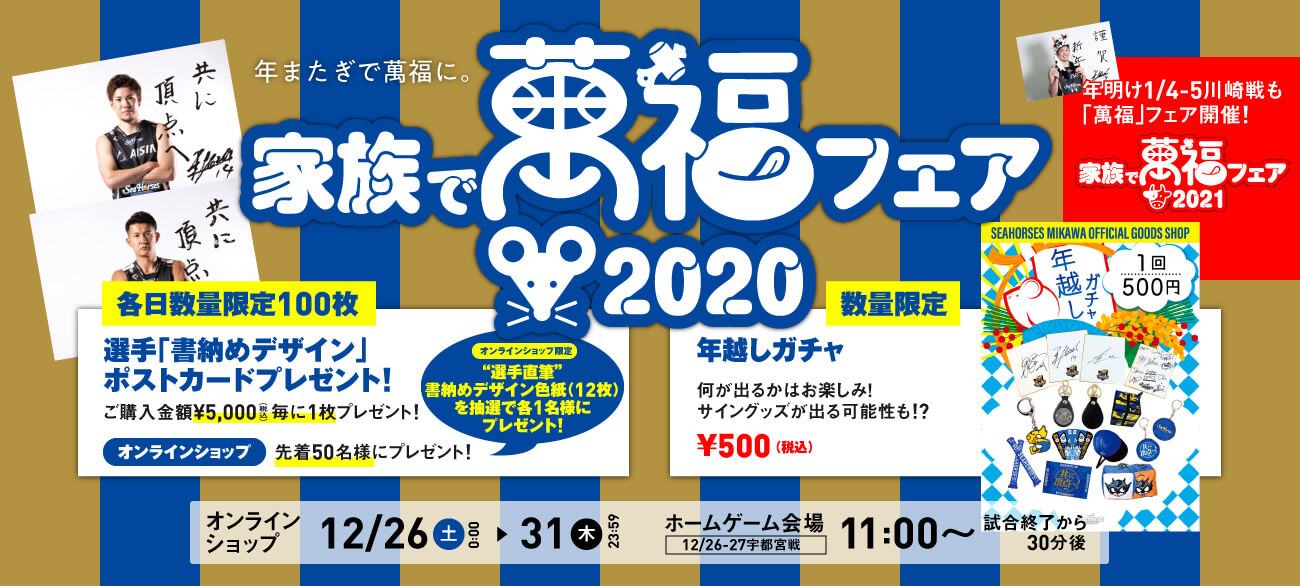 年またぎで萬福に。
家族で萬福フェア
2020
共に
頂点へ
AISIN
SeaHorses
14
共に
頂点
謹賀
新年
年明け1/4-5川崎戦も
「萬福」フェア開催!
家族で萬福フェア
2021
各日数量限定100枚
選手「書納めデザイン」
ポストカードプレゼント!
ご購入金額¥5,000(税込)毎に1枚プレゼント!
オンラインショップ 先着50名様にプレゼント!
オンラインショップ限定
“選手直筆”
書納めデザイン色紙(12枚)
を抽選で各1名様に
プレゼント!
数量限定
年越しガチャ
何が出るかはお楽しみ!
サイングッズが出る可能性も!?
¥500(税込)
SEAHORSES MIKAWA OFFICIAL GOODS SHOP
年越し
ガチャ
1回
500円
共に
頂点へ
オンライン
ショップ
12/26 土 0:00 ▶ 31 木 23:59
ホームゲーム会場
12/26-27宇都宮戦
11:00〜
試合終了から
30分後